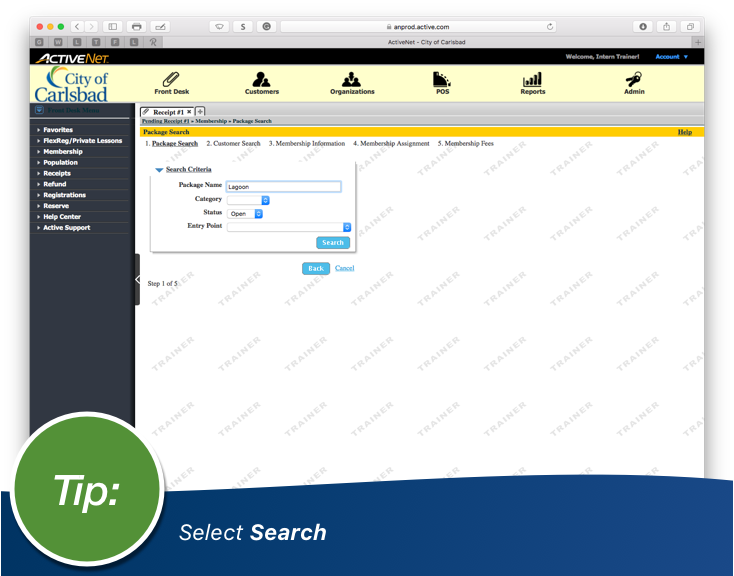 S
anprod.active.com
G W L T F L
ActiveNet - City of Carlsbad
ACTIVENet
Welcome, Intern Trainer! Account ▼
City of
Carlsbad
Front Desk Customers Organizations POS Reports Admin
Receipt #1 × +
Pending Receipt #1 » Membership » Package Search
Package Search Help
1. Package Search 2. Customer Search 3. Membership Information 4. Membership Assignment 5. Membership Fees
Favorites
FlexReg/Private Lessons
Membership
Population
Receipts
Refund
Registrations
Reserve
Help Center
Active Support
Search Criteria
Package Name Lagoon
Category
Status Open
Entry Point
Search
Back Cancel
Step 1 of 5
TRAINER
Tip:
Select Search